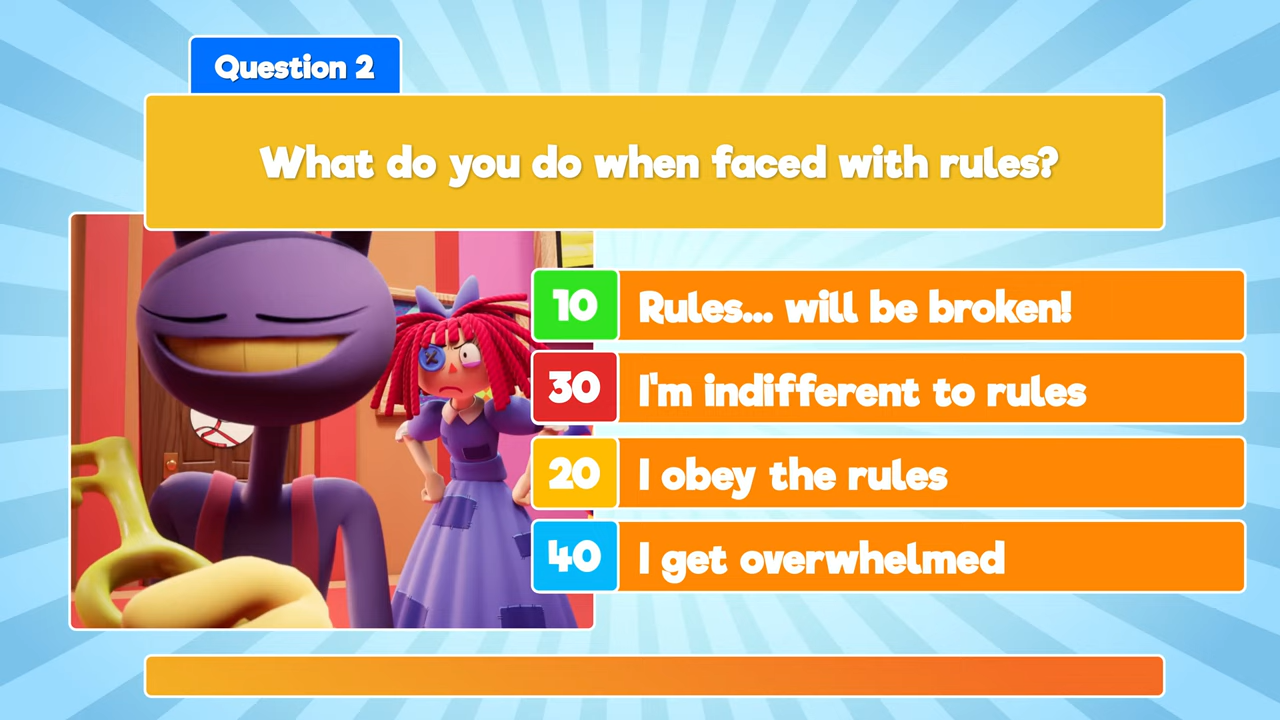 Question 2
What do you do when faced with rules?
10 Rules... will be broken!
30 I'm indifferent to rules
20 I obey the rules
40 I get overwhelmed